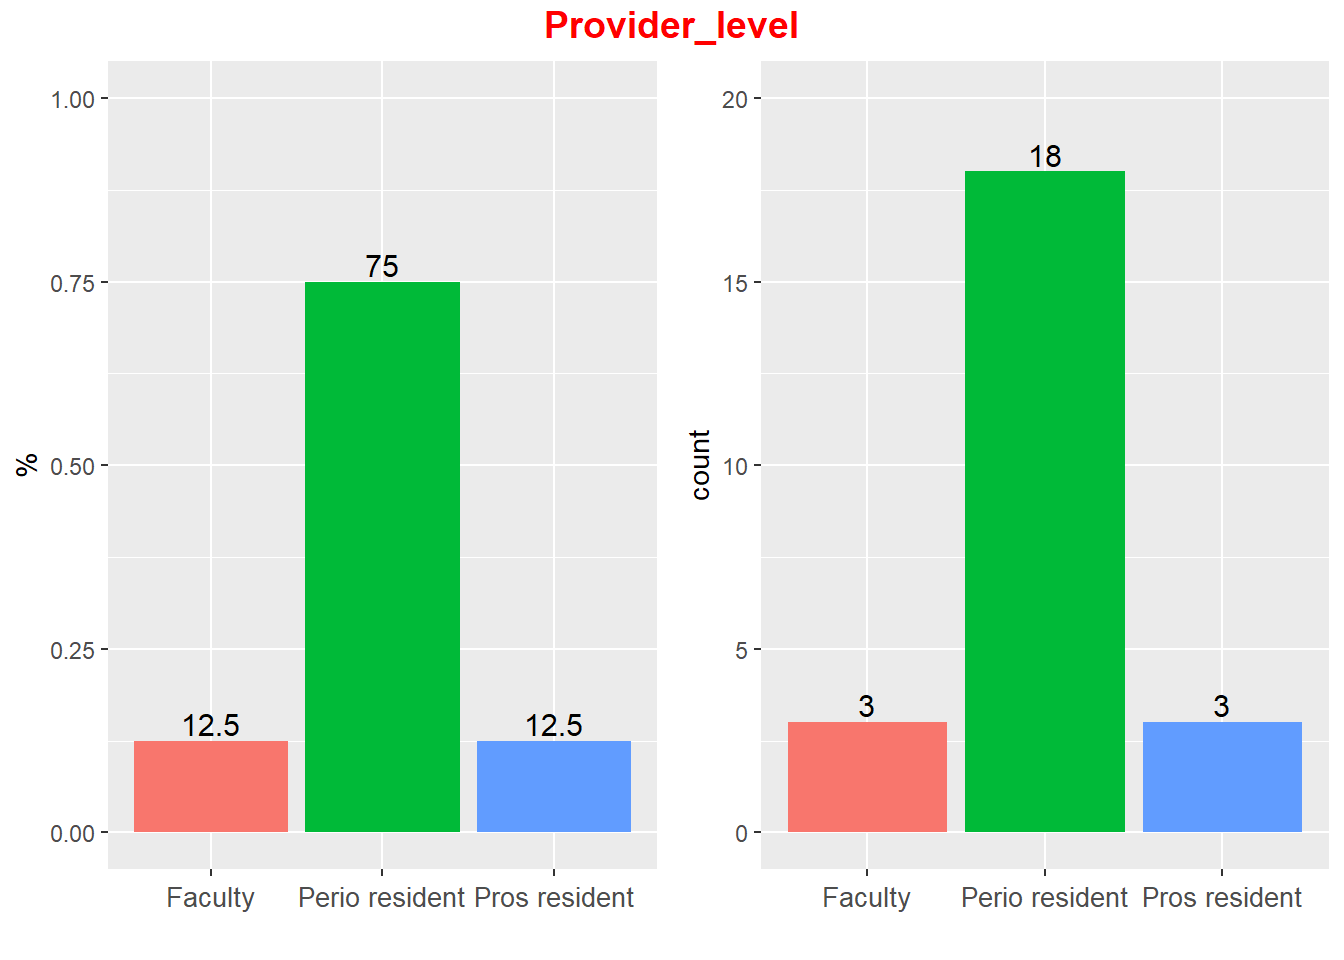 Provider_level
%
1.00
0.75
0.50
0.25
0.00
12.5
75
12.5
Faculty
Perio resident
Pros resident
count
20
15
10
5
0
3
18
3
Faculty
Perio resident
Pros resident